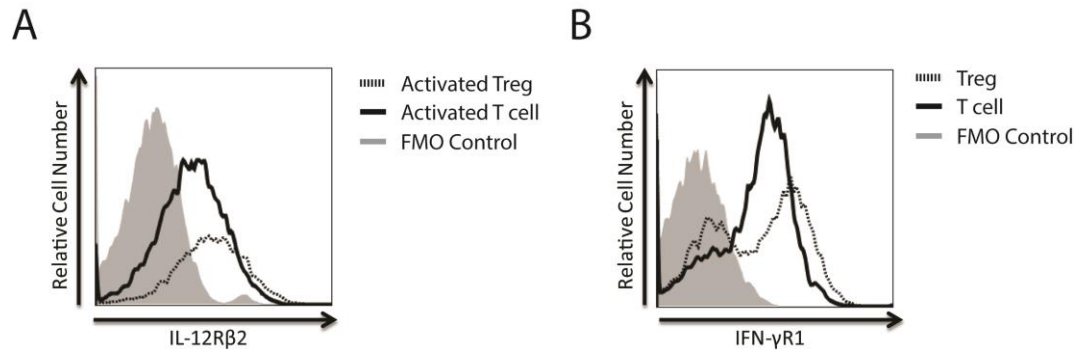 A
Relative Cell Number
IL-12Rβ2
Activated Treg
Activated T cell
FMO Control
B
Relative Cell Number
IFN-γR1
Treg
T cell
FMO Control